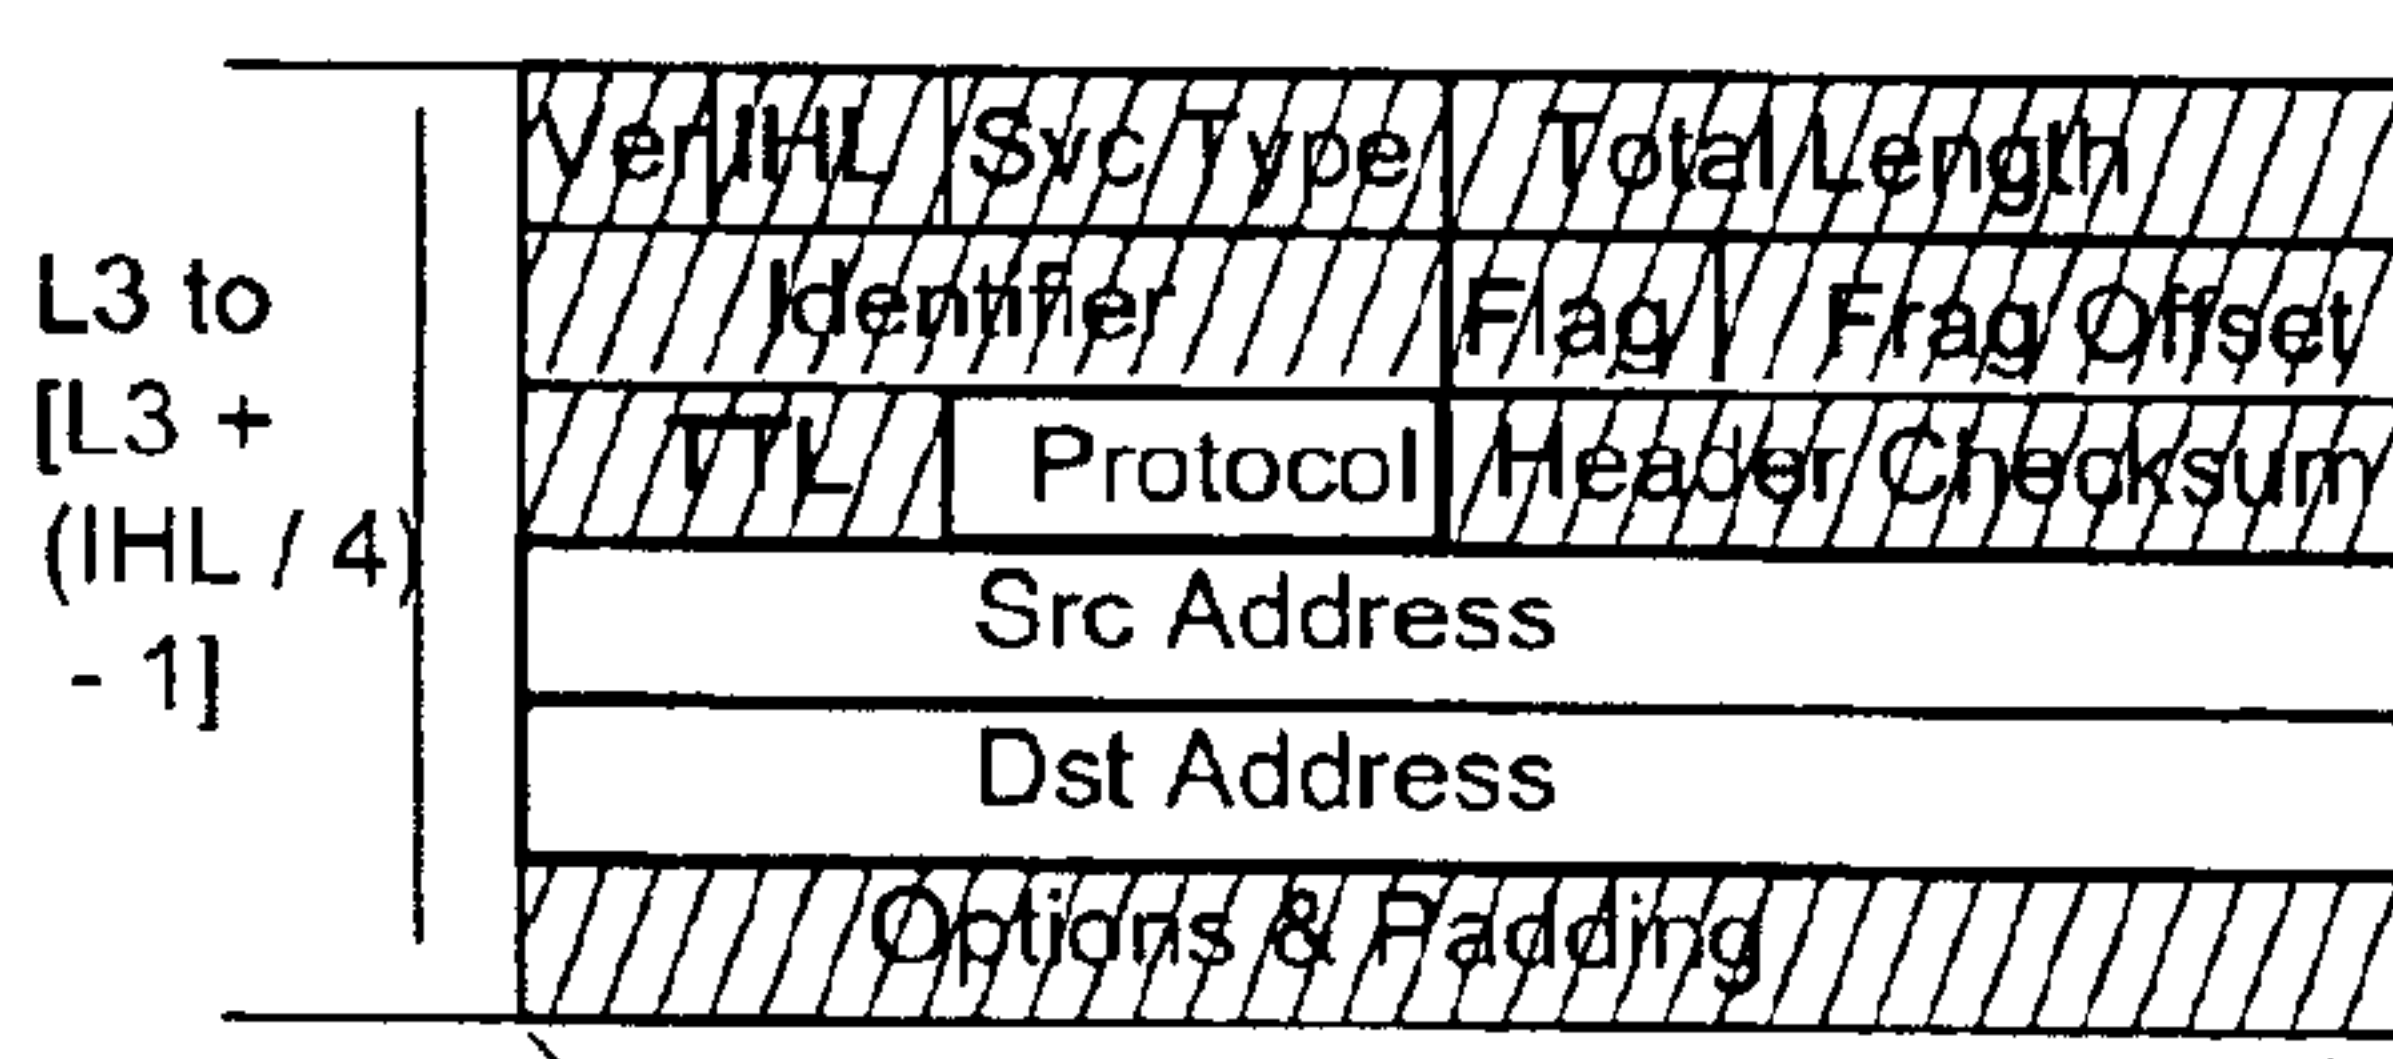 Ver IHL Svc Type Total Length
Identifier Flag Frag Offset
TTL Protocol Header Checksum
Src Address
Dst Address
Options & Padding
L3 to
[L3 +
(IHL / 4)
- 1]